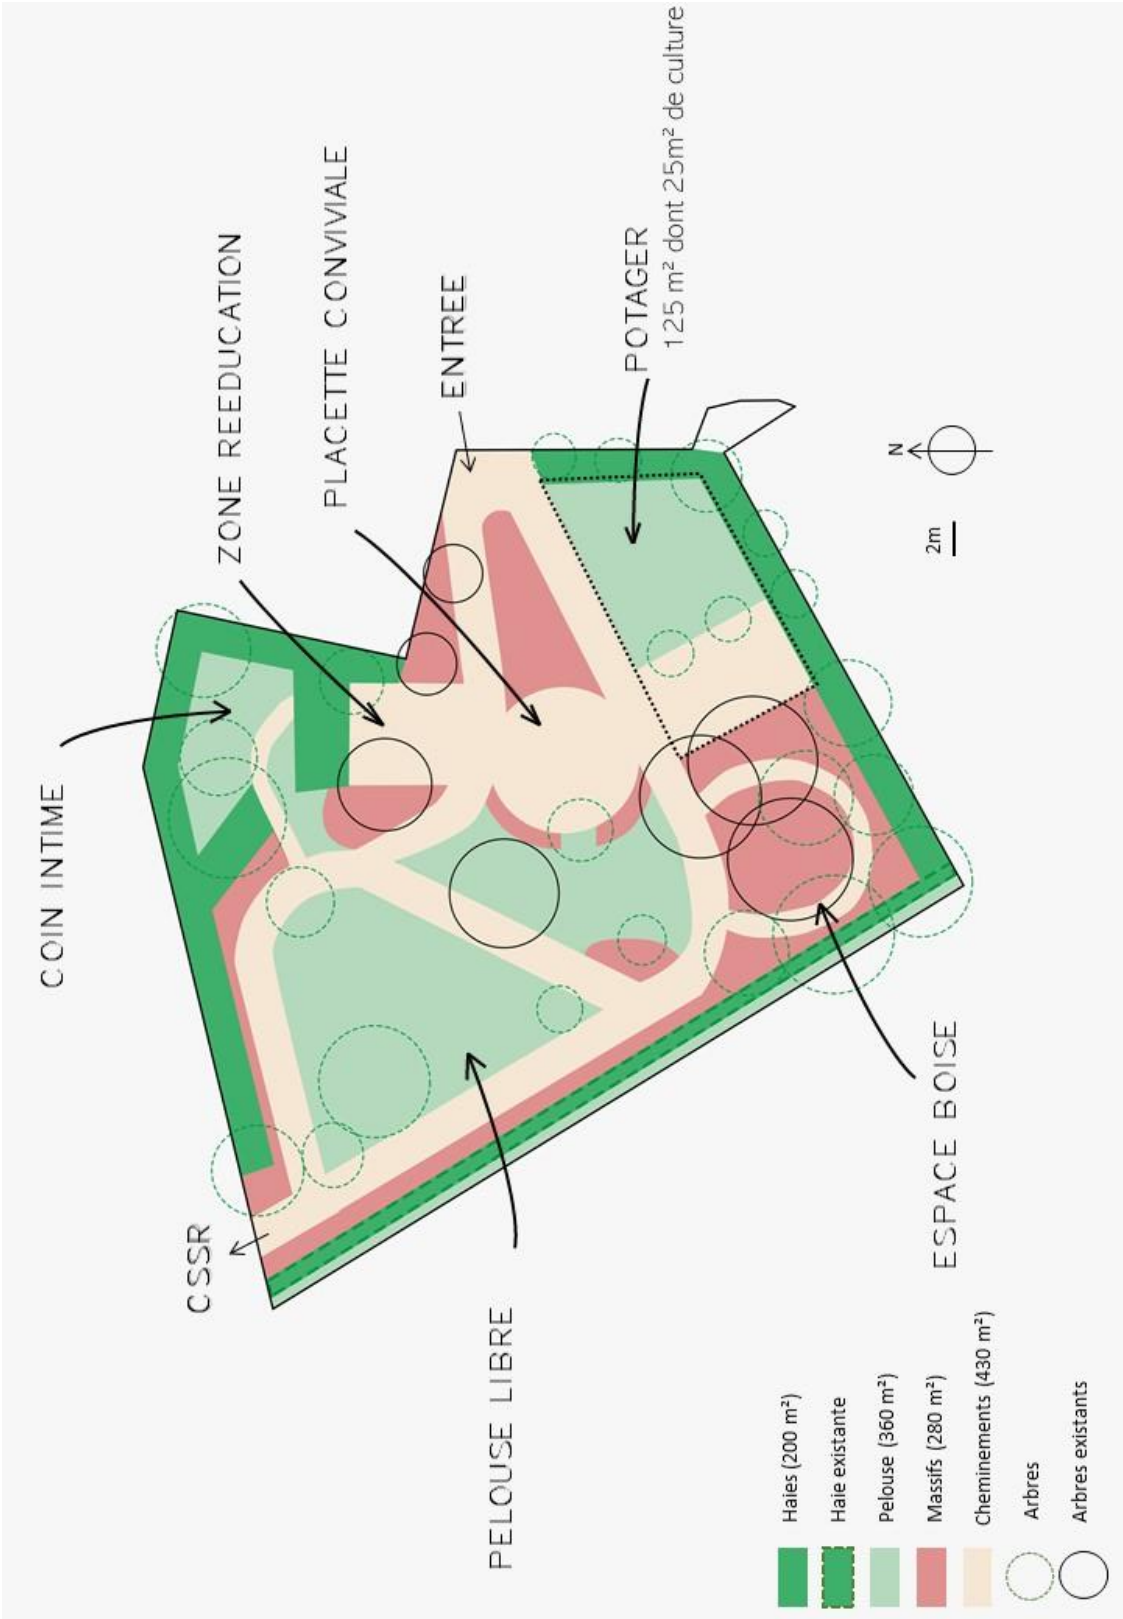 COIN INTIME
ZONE REEDUCATION
PLACETTE CONVIVIALE
ENTREE
POTAGER
125 m² dont 25m² de culture
CSSR
PELOUSE LIBRE
ESPACE BOISE
N
2m
Haies (200 m²)
Haie existante
Pelouse (360 m²)
Massifs (280 m²)
Cheminements (430 m²)
Arbres
Arbres existants